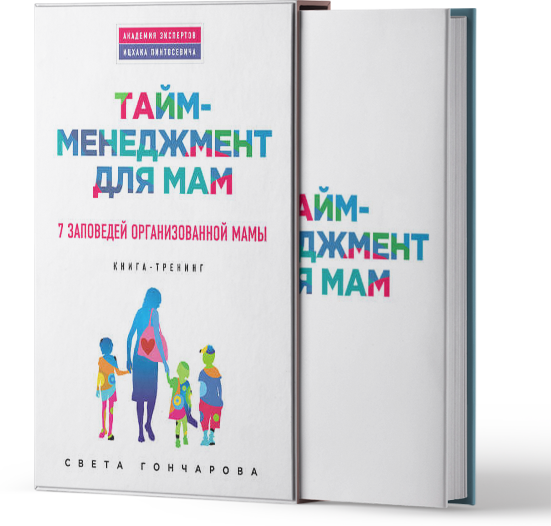 АКАДЕМИЯ ЭКСПЕРТОВ
ИЦХАКА ПИНТОСЕВИЧА
ТАЙМ-
МЕНЕДЖМЕНТ
ДЛЯ МАМ
7 ЗАПОВЕДЕЙ ОРГАНИЗОВАННОЙ МАМЫ
КНИГА-ТРЕНИНГ
СВЕТА ГОНЧАРОВА
АЙМ-
ДЖМЕНТ
Я МАМ